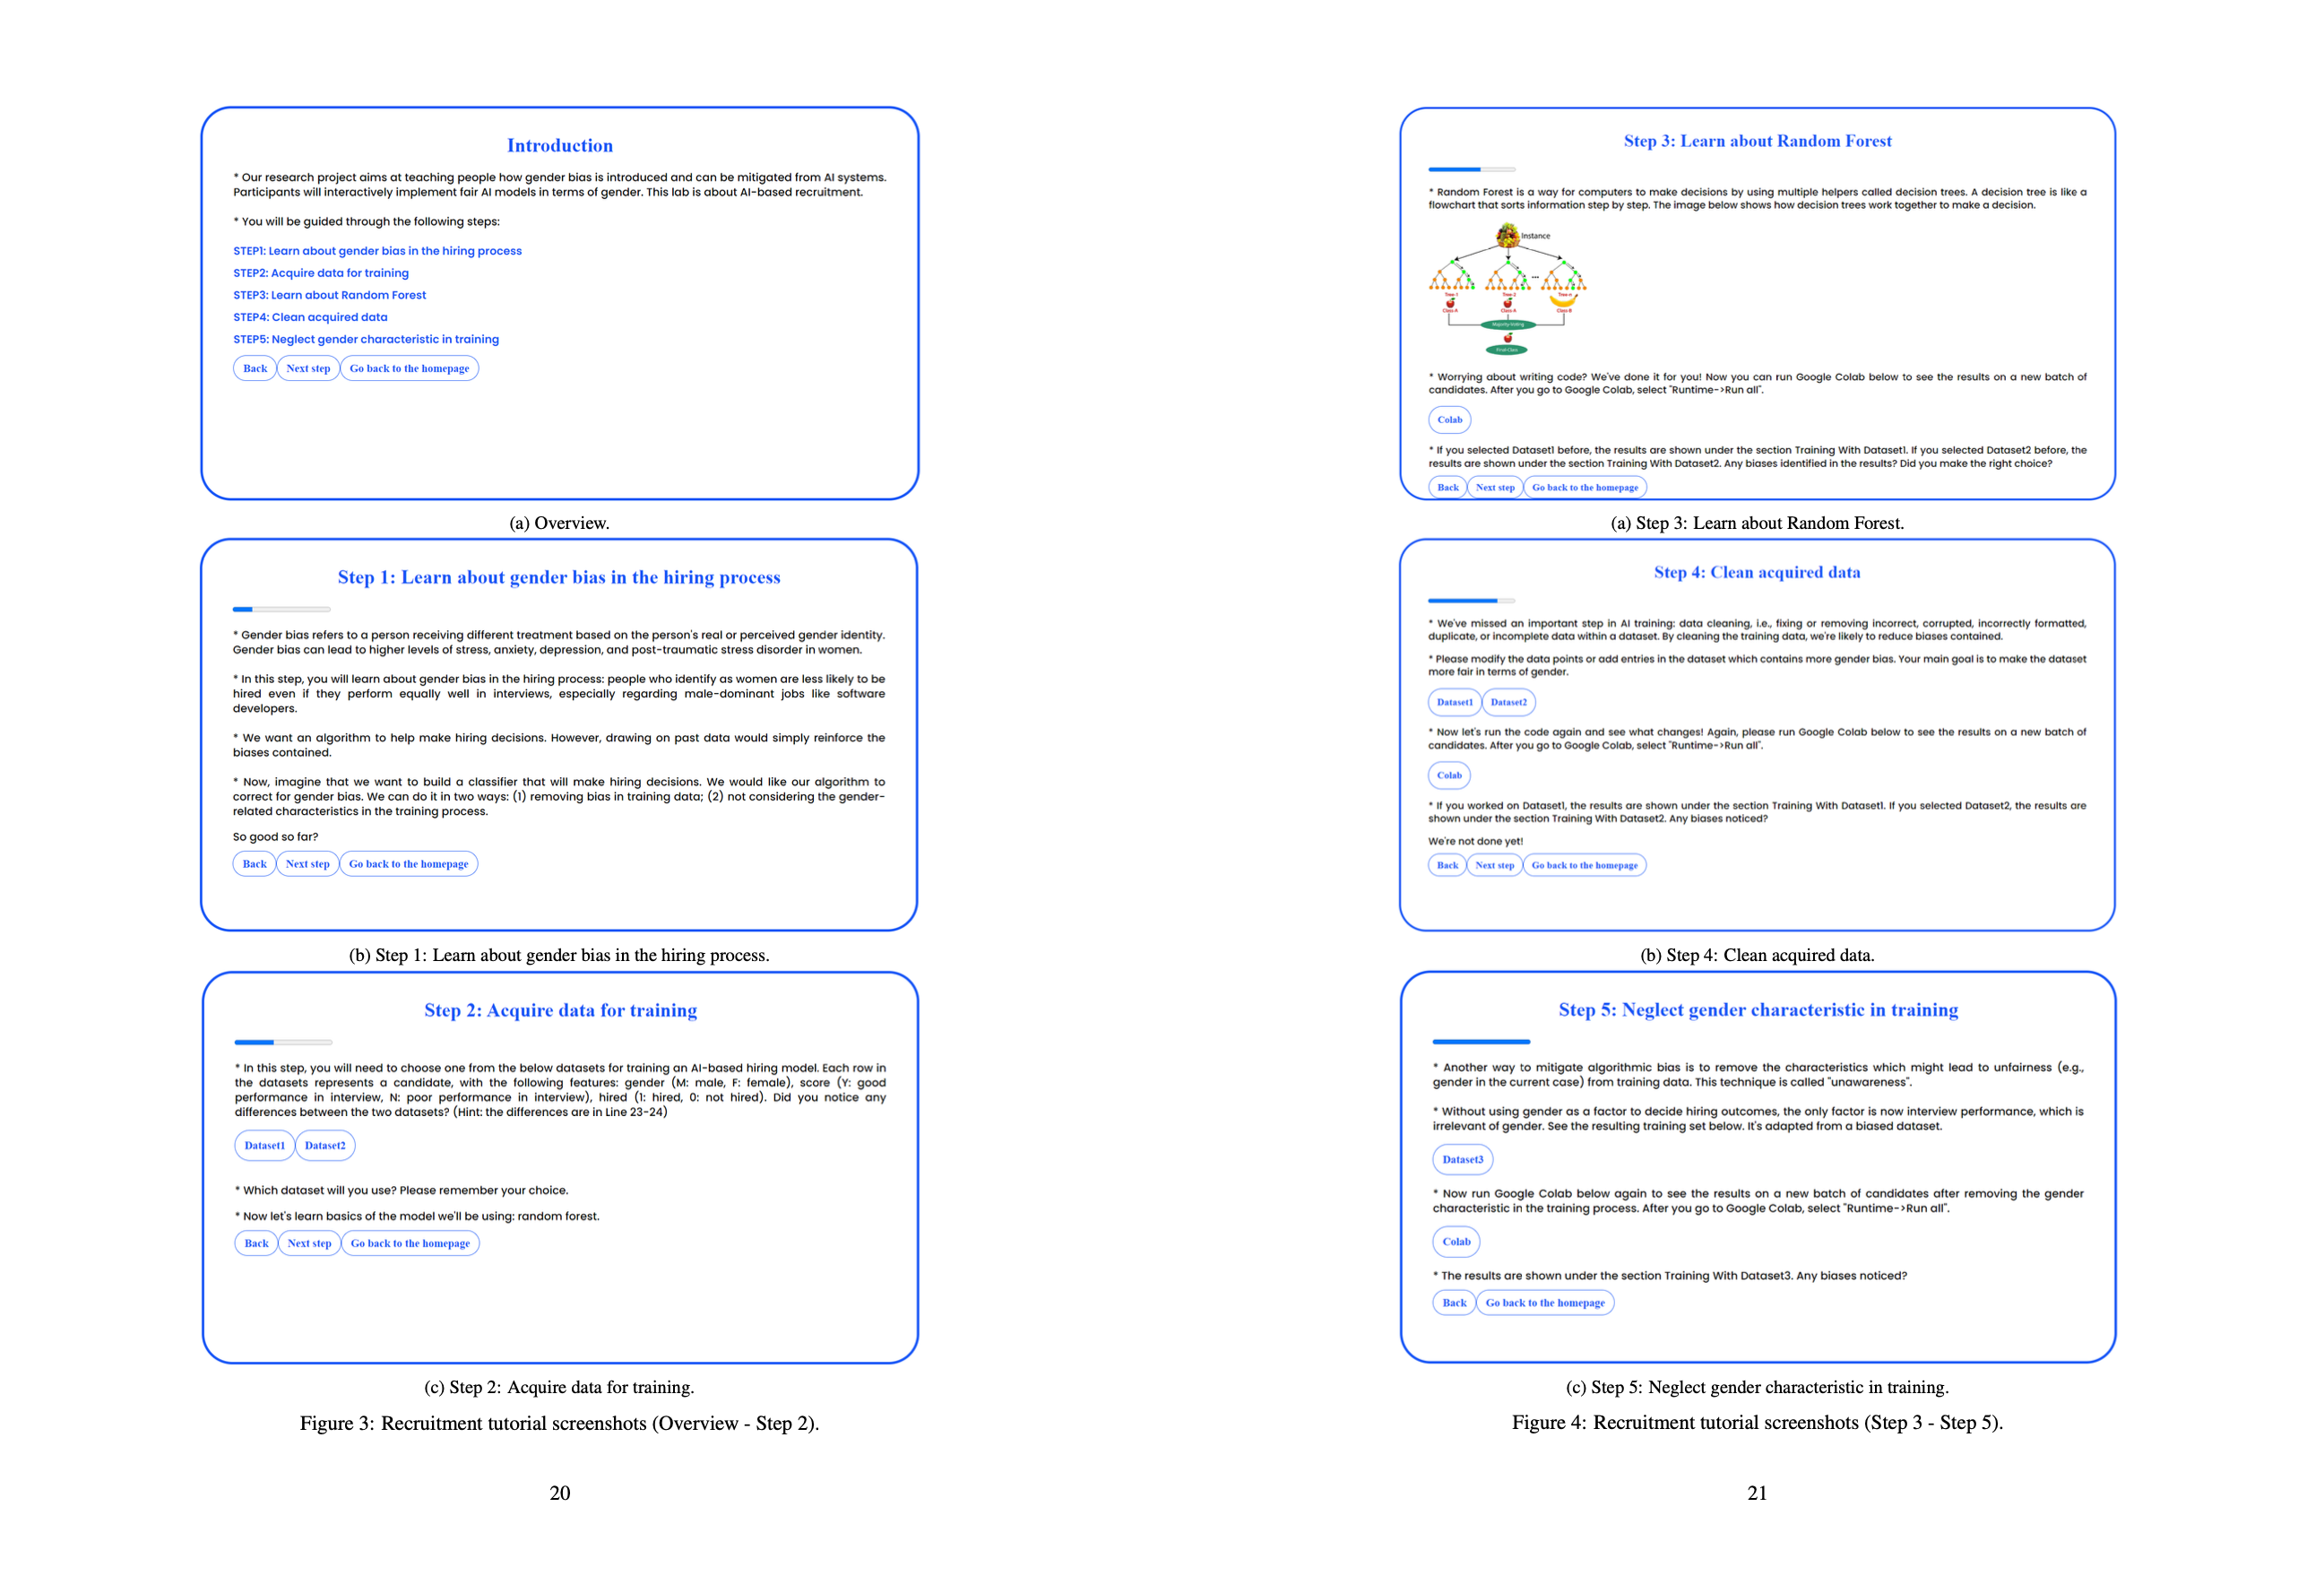 Introduction
* Our research project aims at teaching people how gender bias is introduced and can be mitigated from AI systems.
Participants will interactively implement fair AI models in terms of gender. This lab is about AI-based recruitment.
* You will be guided through the following steps:
STEP1: Learn about gender bias in the hiring process
STEP2: Acquire data for training
STEP3: Learn about Random Forest
STEP4: Clean acquired data
STEP5: Neglect gender characteristic in training
Back Next step Go back to the homepage
(a) Overview.
Step 1: Learn about gender bias in the hiring process
* Gender bias refers to a person receiving different treatment based on the person's real or perceived gender identity.
Gender bias can lead to higher levels of stress, anxiety, depression, and post-traumatic stress disorder in women.
* In this step, you will learn about gender bias in the hiring process: people who identify as women are less likely to be
hired even if they perform equally well in interviews, especially regarding male-dominant jobs like software
developers.
* We want an algorithm to help make hiring decisions. However, drawing on past data would simply reinforce the
biases contained.
* Now, imagine that we want to build a classifier that will make hiring decisions. We would like our algorithm to
correct for gender bias. We can do it in two ways: (1) removing bias in training data; (2) not considering the gender-
related characteristics in the training process.
So good so far?
Back Next step Go back to the homepage
(b) Step 1: Learn about gender bias in the hiring process.
Step 2: Acquire data for training
* In this step, you will need to choose one from the below datasets for training an AI-based hiring model. Each row in
the datasets represents a candidate, with the following features: gender (M: male, F: female), score (Y: good
performance in interview, N: poor performance in interview), hired (1: hired, 0: not hired). Did you notice any
differences between the two datasets? (Hint: the differences are in Line 23-24)
Dataset1 Dataset2
* Which dataset will you use? Please remember your choice.
* Now let's learn basics of the model we'll be using: random forest.
Back Next step Go back to the homepage
(c) Step 2: Acquire data for training.
Figure 3: Recruitment tutorial screenshots (Overview - Step 2).
20
Step 3: Learn about Random Forest
* Random Forest is a way for computers to make decisions by using multiple helpers called decision trees. A decision tree is like a
flowchart that sorts information step by step. The image below shows how decision trees work together to make a decision.
Instance
Tree-1 Tree-2 Tree-n
Class-A Class-A Class-B
Majority-Voting
Final-Class
* Worrying about writing code? We've done it for you! Now you can run Google Colab below to see the results on a new batch of
candidates. After you go to Google Colab, select "Runtime->Run all".
Colab
* If you selected Dataset1 before, the results are shown under the section Training With Dataset1. If you selected Dataset2 before, the
results are shown under the section Training With Dataset2. Any biases identified in the results? Did you make the right choice?
Back Next step Go back to the homepage
(a) Step 3: Learn about Random Forest.
Step 4: Clean acquired data
* We've missed an important step in AI training: data cleaning, i.e., fixing or removing incorrect, corrupted, incorrectly formatted,
duplicate, or incomplete data within a dataset. By cleaning the training data, we're likely to reduce biases contained.
* Please modify the data points or add entries in the dataset which contains more gender bias. Your main goal is to make the dataset
more fair in terms of gender.
Dataset1 Dataset2
* Now let's run the code again and see what changes! Again, please run Google Colab below to see the results on a new batch of
candidates. After you go to Google Colab, select "Runtime->Run all".
Colab
* If you worked on Dataset1, the results are shown under the section Training With Dataset1. If you selected Dataset2, the results are
shown under the section Training With Dataset2. Any biases noticed?
We're not done yet!
Back Next step Go back to the homepage
(b) Step 4: Clean acquired data.
Step 5: Neglect gender characteristic in training
* Another way to mitigate algorithmic bias is to remove the characteristics which might lead to unfairness (e.g.,
gender in the current case) from training data. This technique is called "unawareness".
* Without using gender as a factor to decide hiring outcomes, the only factor is now interview performance, which is
irrelevant of gender. See the resulting training set below. It's adapted from a biased dataset.
Dataset3
* Now run Google Colab below again to see the results on a new batch of candidates after removing the gender
characteristic in the training process. After you go to Google Colab, select "Runtime->Run all".
Colab
* The results are shown under the section Training With Dataset3. Any biases noticed?
Back Go back to the homepage
(c) Step 5: Neglect gender characteristic in training.
Figure 4: Recruitment tutorial screenshots (Step 3 - Step 5).
21